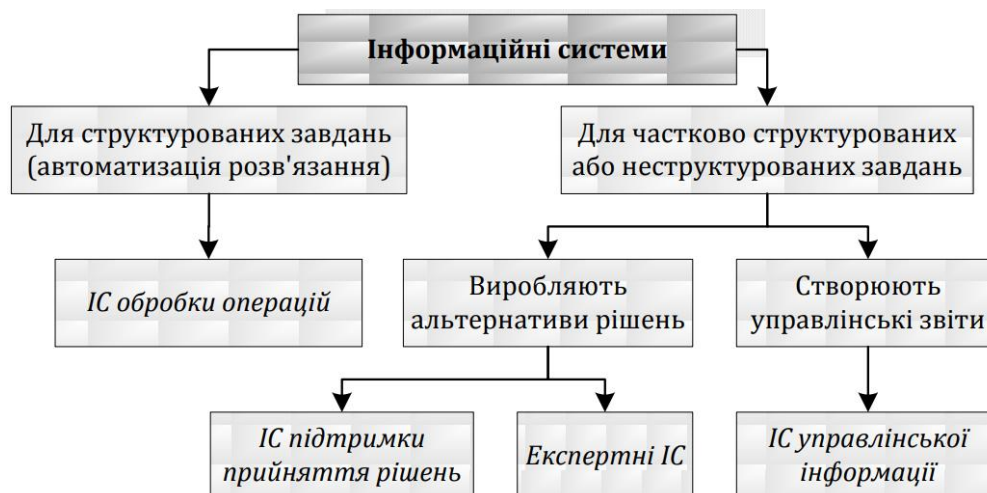 Інформаційні системи
Для структурованих завдань
(автоматизація розв'язання)
Для частково структурованих
або неструктурованих завдань
ІС обробки операцій
Виробляють
альтернативи рішень
Створюють
управлінські звіти
ІС підтримки
прийняття рішень
Експертні ІС
ІС управлінської
інформації